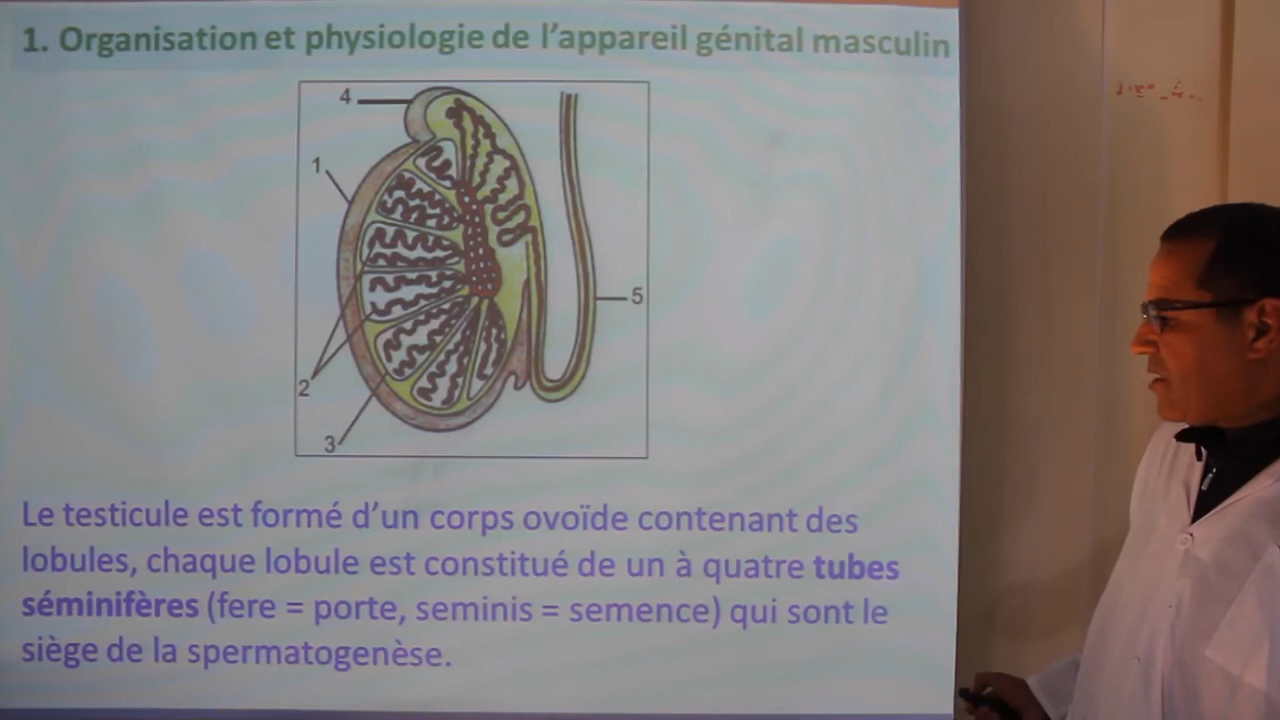 1. Organisation et physiologie de l'appareil génital masculin
4
1
5
2
3
Le testicule est formé d'un corps ovoïde contenant des
lobules, chaque lobule est constitué de un à quatre tubes
séminifères (fere = porte, seminis = semence) qui sont le
siège de la spermatogenèse.